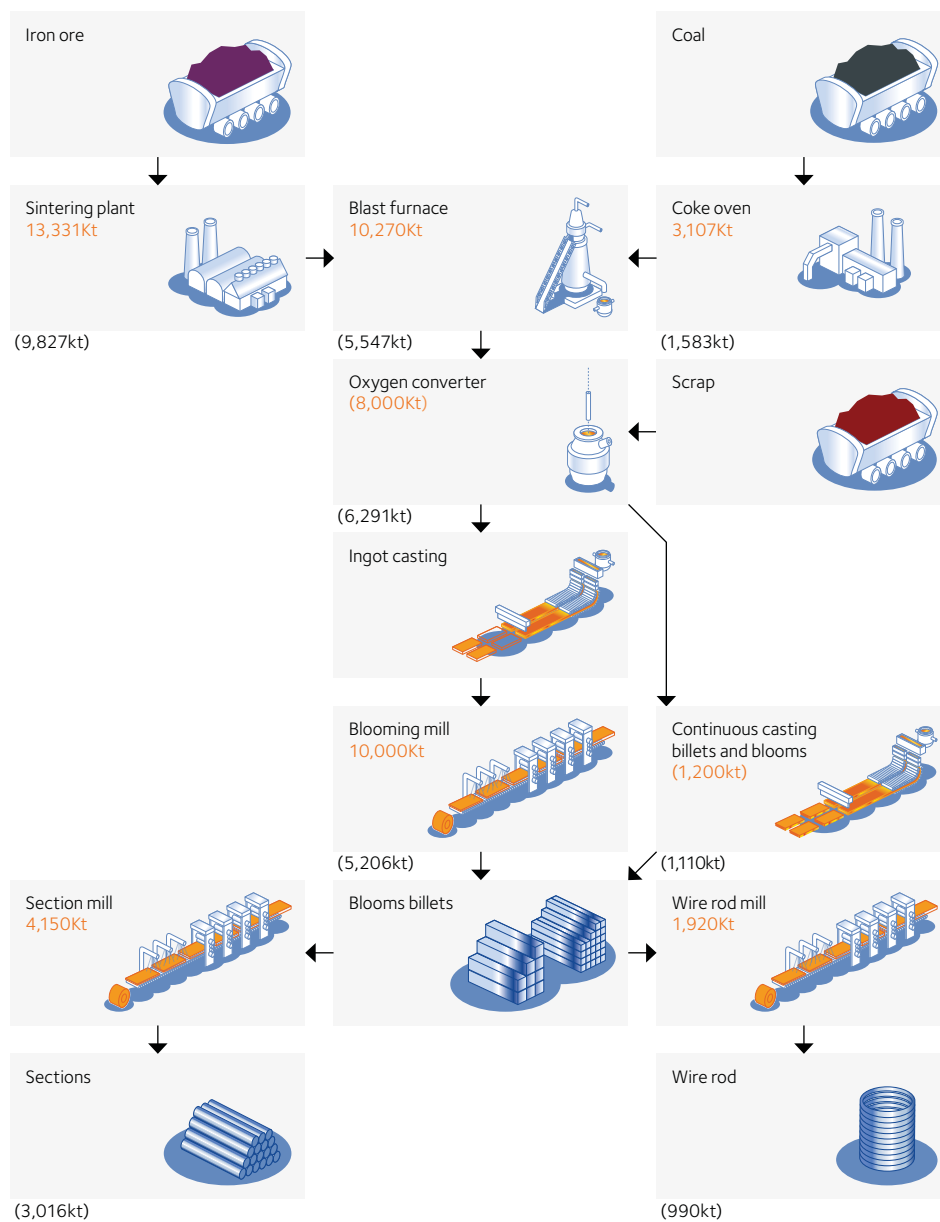 Iron ore
Coal
Sintering plant
13,331Kt
Blast furnace
10,270Kt
Coke oven
3,107Kt
(9,827kt)
(5,547kt)
(1,583kt)
Oxygen converter
(8,000Kt)
Scrap
(6,291kt)
Ingot casting
Blooming mill
10,000Kt
Continuous casting
billets and blooms
(1,200kt)
(5,206kt)
(1,110kt)
Section mill
4,150Kt
Blooms billets
Wire rod mill
1,920Kt
Sections
Wire rod
(3,016kt)
(990kt)